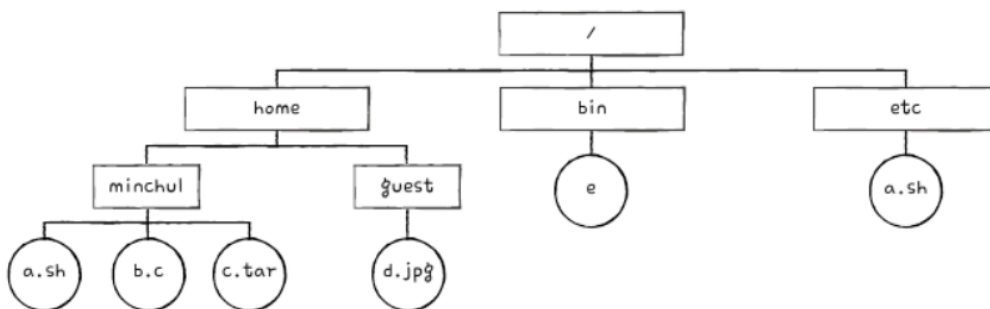 /
home bin etc
minchul guest e a.sh
a.sh b.c c.tar d.jpg